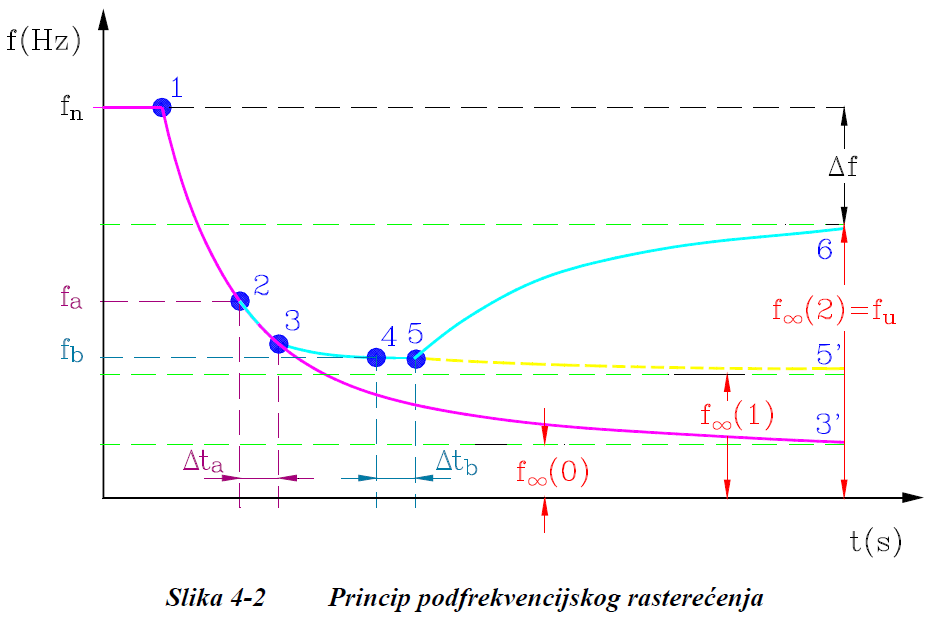 f(Hz)
fn
1
Δf
6
fa
2
f∞(2)=fu
3
4
5
fb
5'
f∞(1)
3'
Δta
Δtb
f∞(0)
t(s)
Slika 4-2 Princip podfrekvencijskog rasterećenja